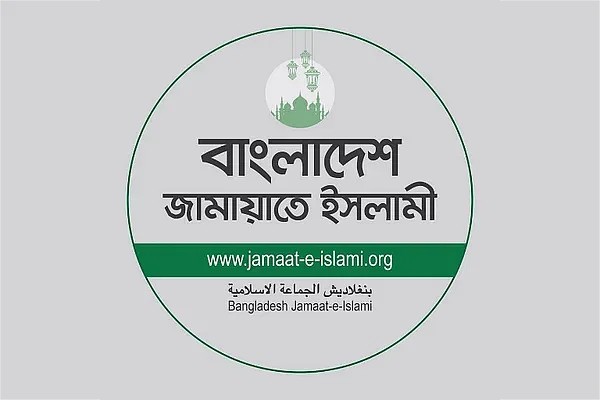 বাংলাদেশ
জামায়াতে ইসলামী
www.jamaat-e-islami.org
بنغلاديش الجماعة الاسلامية
Bangladesh Jamaat-e-Islami